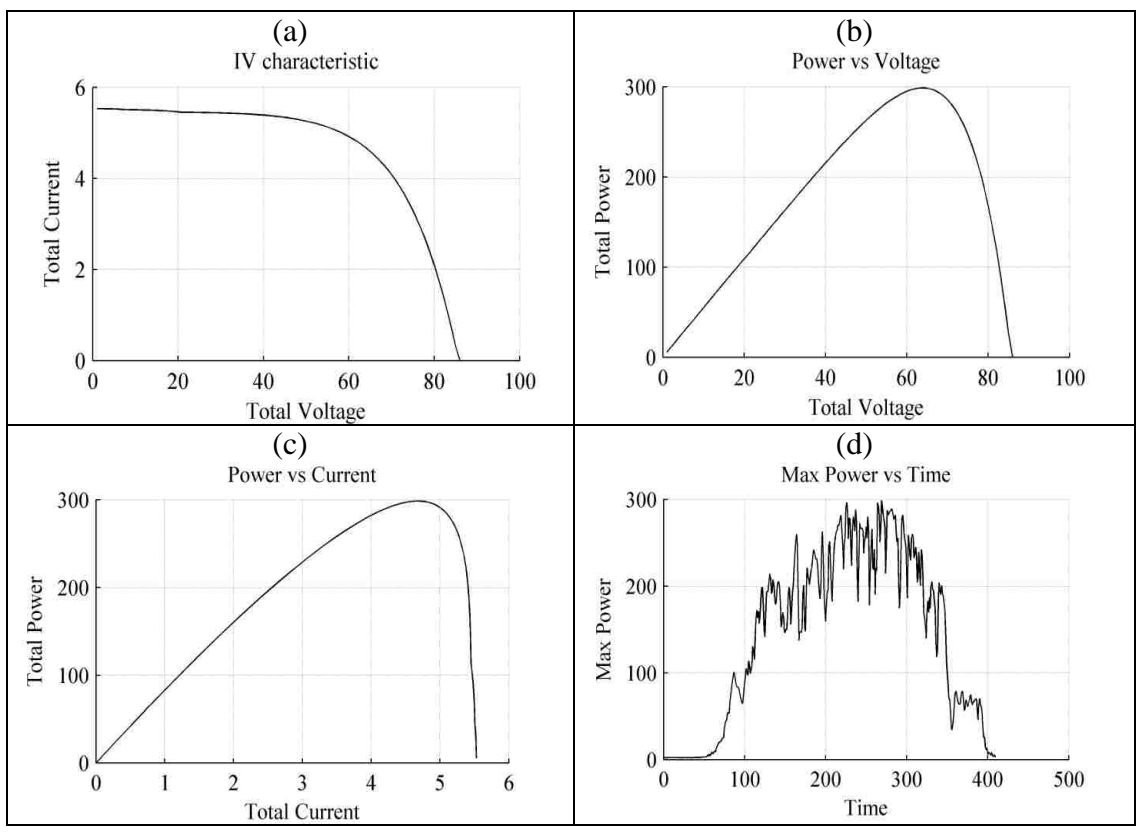 (a)
IV characteristic
6
4
2
0
0 20 40 60 80 100
Total Current
Total Voltage
(b)
Power vs Voltage
300
200
100
0
0 20 40 60 80 100
Total Power
Total Voltage
(c)
Power vs Current
300
200
100
0
0 1 2 3 4 5 6
Total Power
Total Current
(d)
Max Power vs Time
300
200
100
0
0 100 200 300 400 500
Max Power
Time